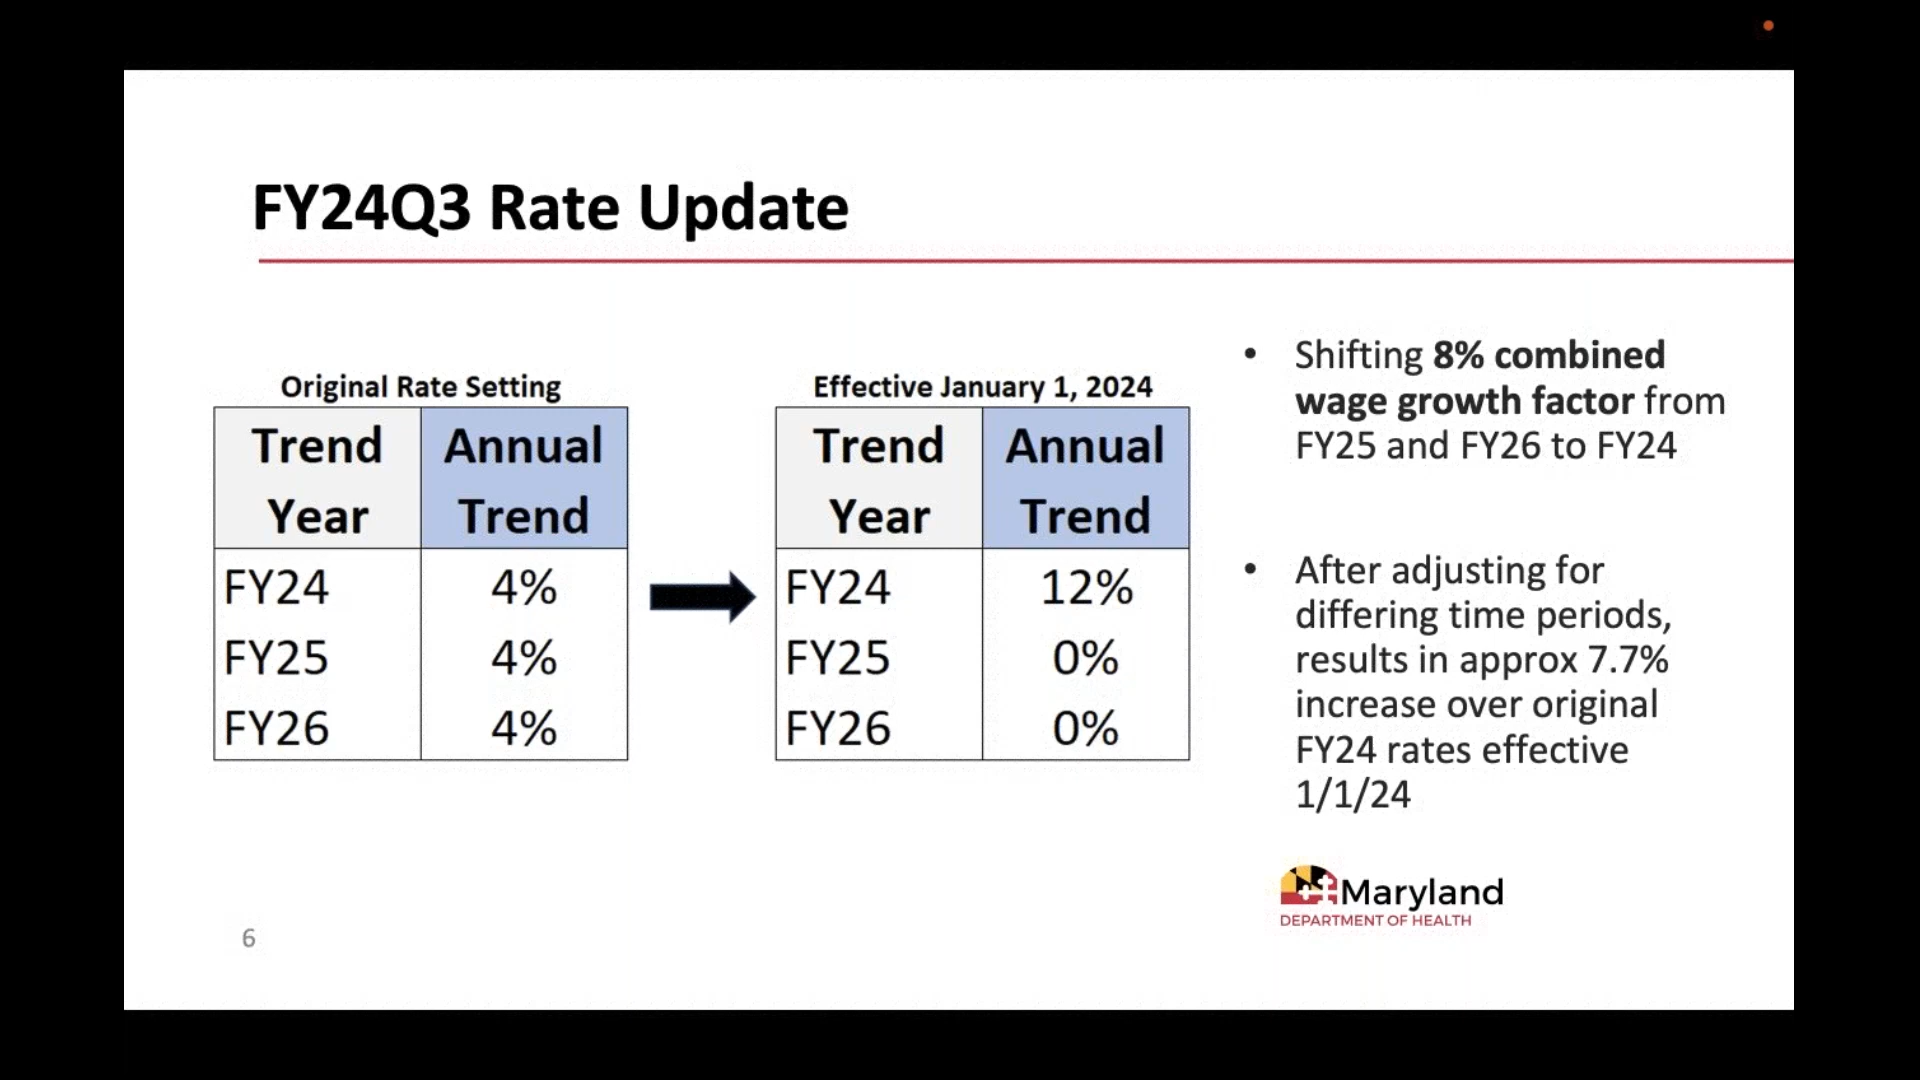 FY24Q3 Rate Update
Original Rate Setting
Trend Year Annual Trend
FY24 4%
FY25 4%
FY26 4%
Effective January 1, 2024
Trend Year Annual Trend
FY24 12%
FY25 0%
FY26 0%
• Shifting 8% combined
wage growth factor from
FY25 and FY26 to FY24
• After adjusting for
differing time periods,
results in approx 7.7%
increase over original
FY24 rates effective
1/1/24
Maryland
DEPARTMENT OF HEALTH
6